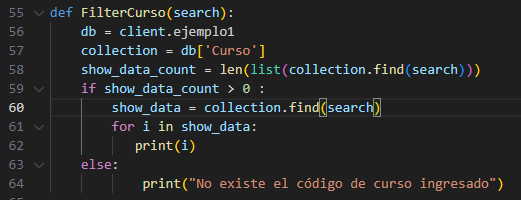 55 def FilterCurso(search):
56 db = client.ejemplo1
57 collection = db['Curso']
58 show_data_count = len(list(collection.find(search)))
59 if show_data_count > 0 :
60 show_data = collection.find(search)
61 for i in show_data:
62 print(i)
63 else:
64 print("No existe el código de curso ingresado")